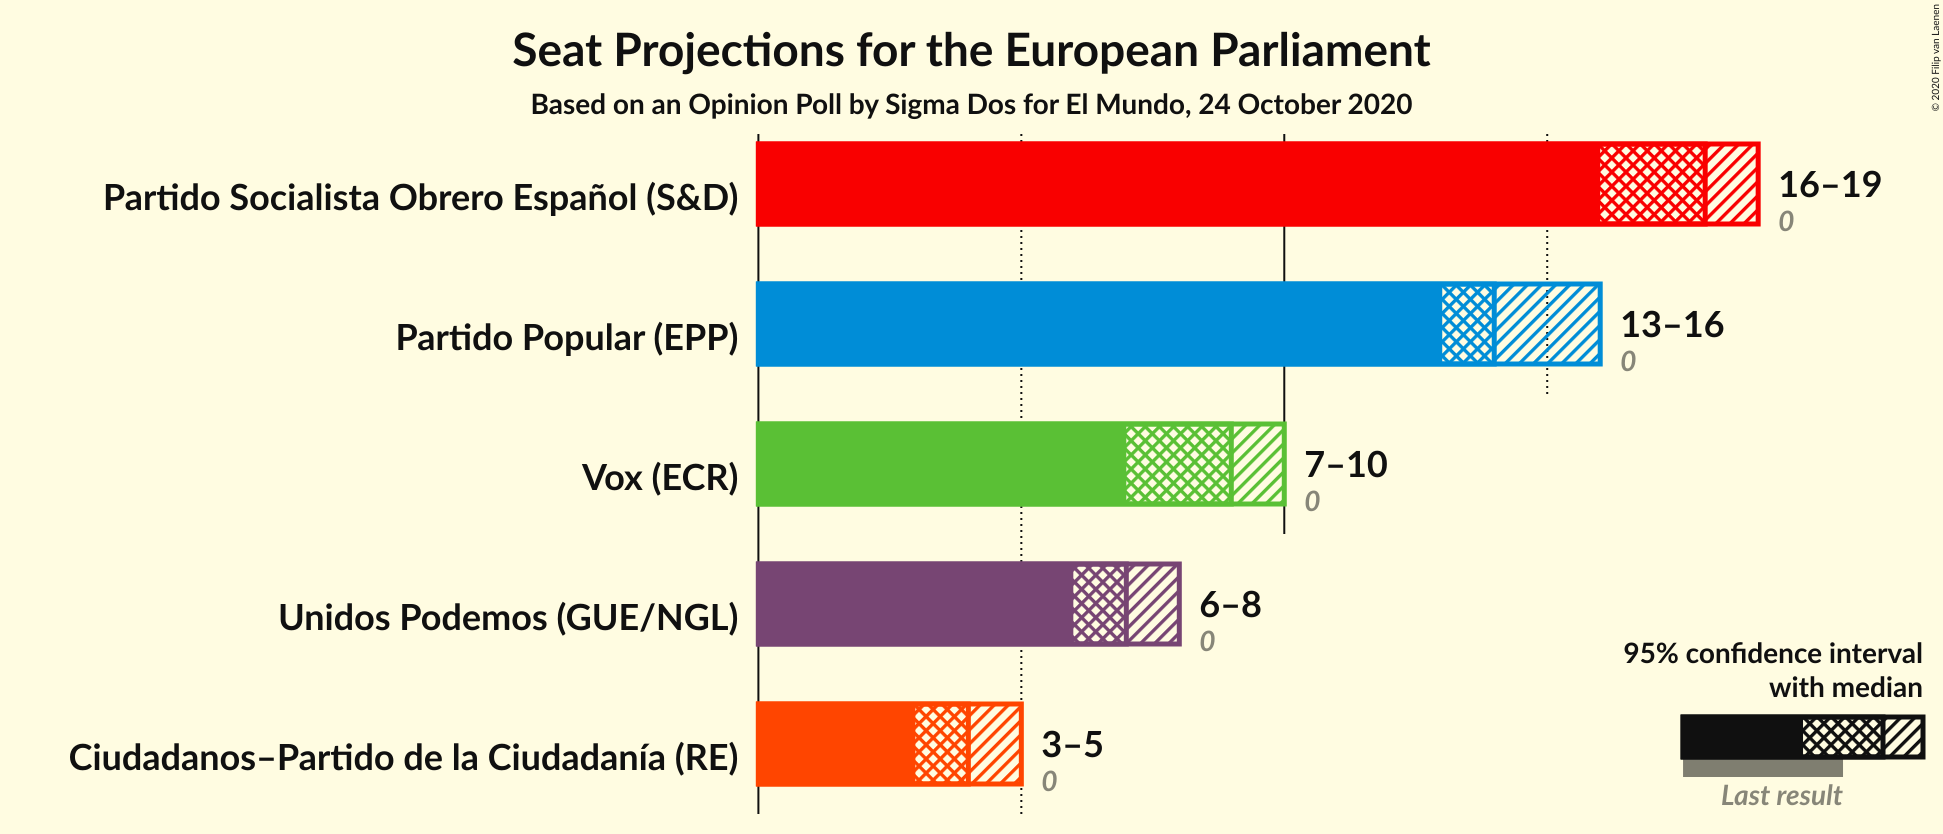 Seat Projections for the European Parliament
Based on an Opinion Poll by Sigma Dos for El Mundo, 24 October 2020
© 2020 Filip van Laenen
Partido Socialista Obrero Español (S&D)
16–19
0
Partido Popular (EPP)
13–16
0
Vox (ECR)
7–10
0
Unidos Podemos (GUE/NGL)
6–8
0
Ciudadanos–Partido de la Ciudadanía (RE)
3–5
0
95% confidence interval
with median
Last result